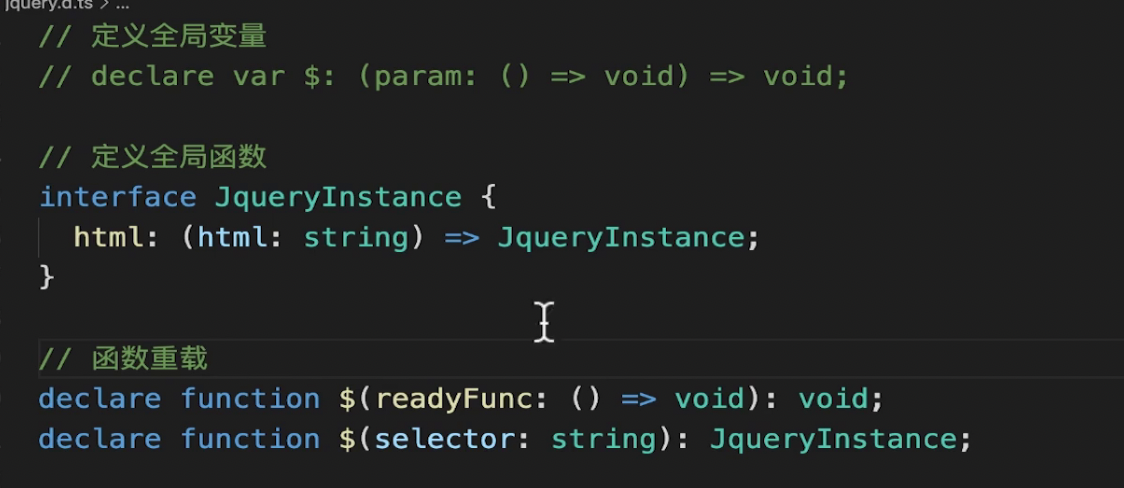 jquery.d.ts > ...
// 定义全局变量
// declare var $: (param: () => void) => void;
// 定义全局函数
interface JqueryInstance {
html: (html: string) => JqueryInstance;
}
// 函数重载
declare function $(readyFunc: () => void): void;
declare function $(selector: string): JqueryInstance;